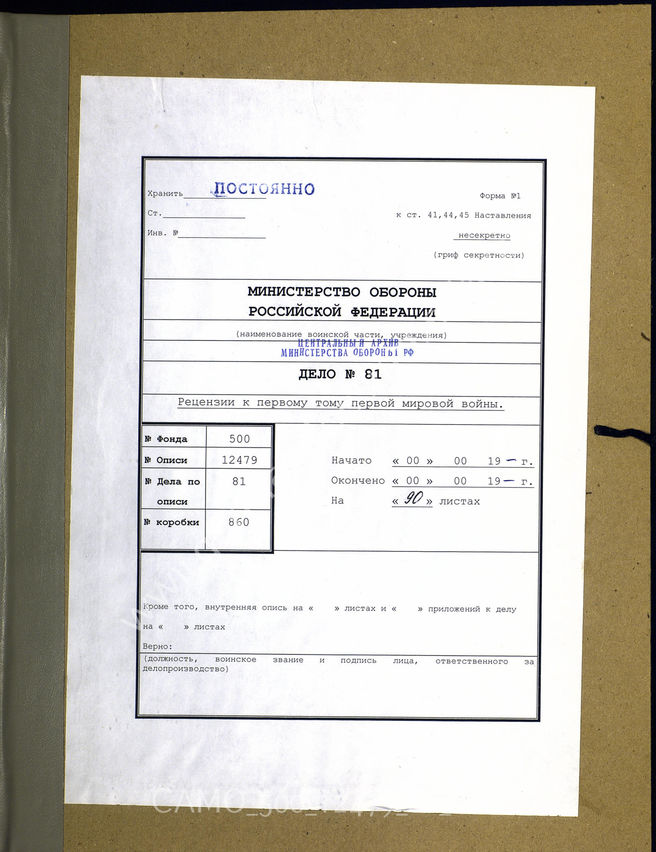 Хранить ПОСТОЯННО
Форма №1
Ст.
к ст. 41,44,45 Наставления
Инв. №
несекретно
(гриф секретности)
МИНИСТЕРСТВО ОБОРОНЫ
РОССИЙСКОЙ ФЕДЕРАЦИИ
(наименование воинской части, учреждения)
ЦЕНТРАЛЬНЫЙ АРХИВ
МИНИСТЕРСТВА ОБОРОНЫ РФ
ДЕЛО № 81
Рецензии к первому тому первой мировой войны.
№ Фонда 500
№ Описи 12479
№ Дела по описи 81
№ коробки 860
Начато « 00 » 00 19 — г.
Окончено « 00 » 00 19 — г.
На « 90 » листах
Кроме того, внутренняя опись на « » листах и « » приложений к делу
на « » листах
Верно:
(должность, воинское звание и подпись лица, ответственного за
делопроизводство)